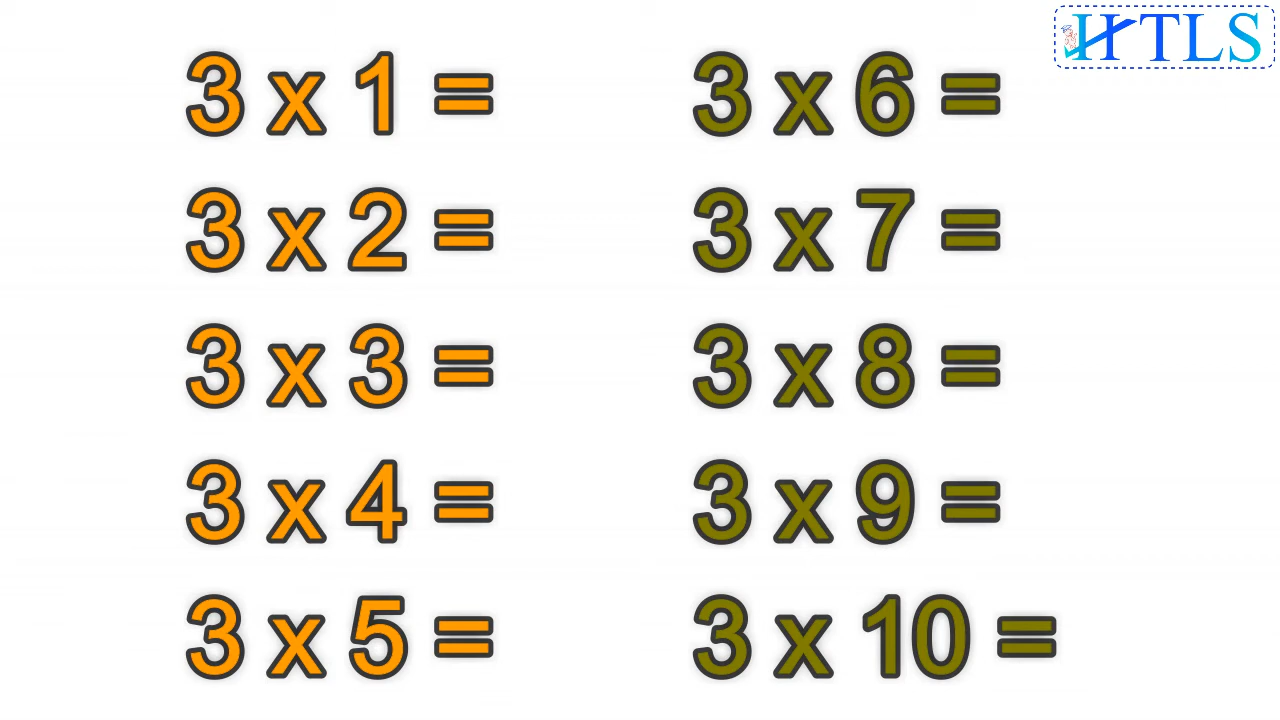 HTLS
3 x 1 =
3 x 2 =
3 x 3 =
3 x 4 =
3 x 5 =
3 x 6 =
3 x 7 =
3 x 8 =
3 x 9 =
3 x 10 =